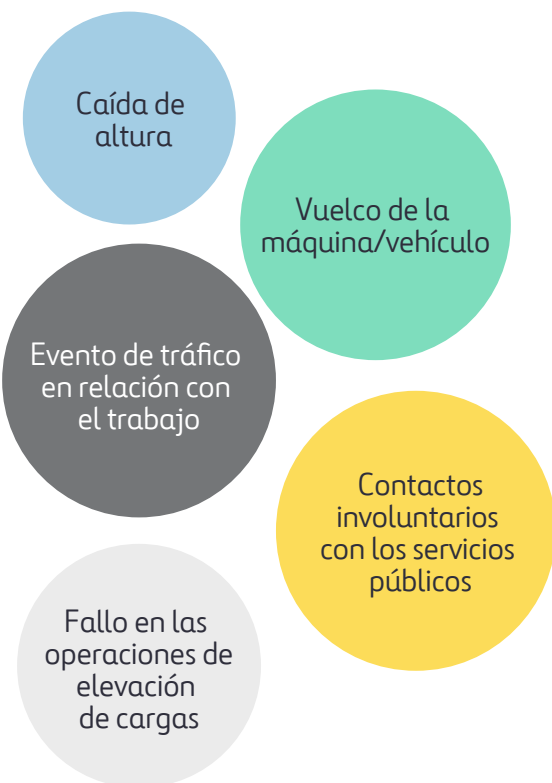 Caída de
altura
Vuelco de la
máquina/vehículo
Evento de tráfico
en relación con
el trabajo
Contactos
involuntarios
con los servicios
públicos
Fallo en las
operaciones de
elevación
de cargas